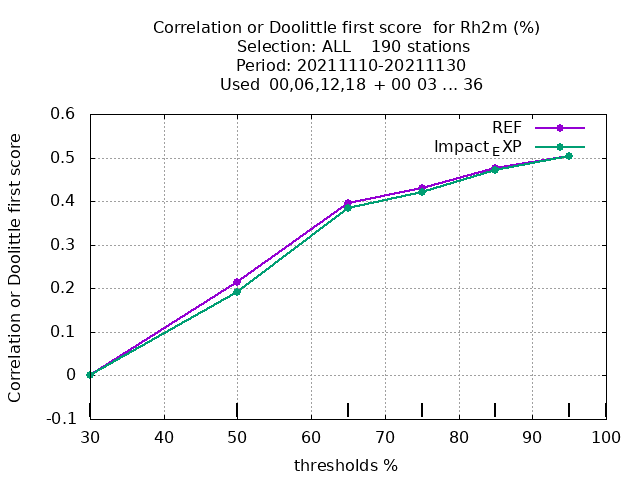 Correlation or Doolittle first score  for Rh2m (%)
Selection: ALL    190 stations
Period: 20211110-20211130
Used  00,06,12,18  + 00 03 ... 36
Correlation or Doolittle first score
0.6
0.5
0.4
0.3
0.2
0.1
0
-0.1
REF
Impact_EXP
30 40 50 60 70 80 90 100
thresholds %